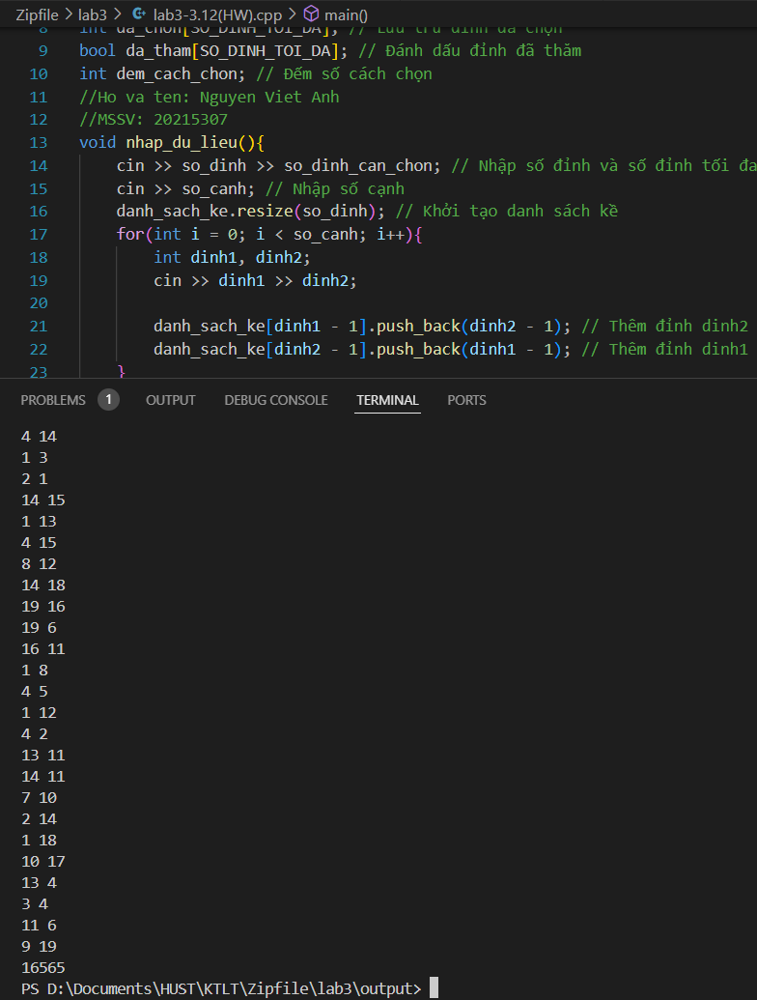 Zipfile > lab3 > lab3-3.12(HW).cpp > main()
8 int da_chon[SO_DINH_TOI_DA]; // Lưu trữ đỉnh đã chọn
9 bool da_tham[SO_DINH_TOI_DA]; // Đánh dấu đỉnh đã thăm
10 int dem_cach_chon; // Đếm số cách chọn
11 //Ho va ten: Nguyen Viet Anh
12 //MSSV: 20215307
13 void nhap_du_lieu(){
14 cin >> so_dinh >> so_dinh_can_chon; // Nhập số đỉnh và số đỉnh tối đa
15 cin >> so_canh; // Nhập số cạnh
16 danh_sach_ke.resize(so_dinh); // Khởi tạo danh sách kề
17 for(int i = 0; i < so_canh; i++){
18 int dinh1, dinh2;
19 cin >> dinh1 >> dinh2;
20
21 danh_sach_ke[dinh1 - 1].push_back(dinh2 - 1); // Thêm đỉnh dinh2
22 danh_sach_ke[dinh2 - 1].push_back(dinh1 - 1); // Thêm đỉnh dinh1
23 }
PROBLEMS 1 OUTPUT DEBUG CONSOLE TERMINAL PORTS
4 14
1 3
2 1
14 15
1 13
4 15
8 12
14 18
19 16
19 6
16 11
1 8
4 5
1 12
4 2
13 11
14 11
7 10
2 14
1 18
10 17
13 4
3 4
11 6
9 19
16565
PS D:\Documents\HUST\KTLT\Zipfile\lab3\output>